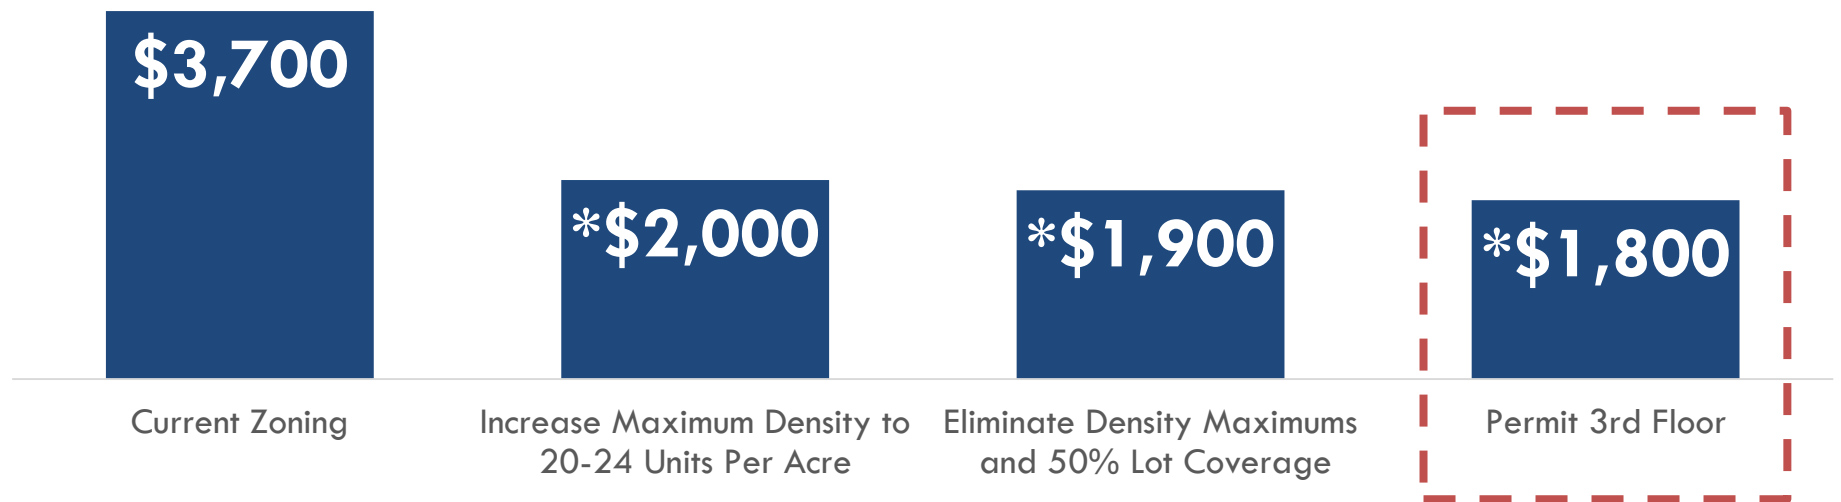 $3,700
*$2,000
*$1,900
*$1,800
Current Zoning
Increase Maximum Density to
20-24 Units Per Acre
Eliminate Density Maximums
and 50% Lot Coverage
Permit 3rd Floor